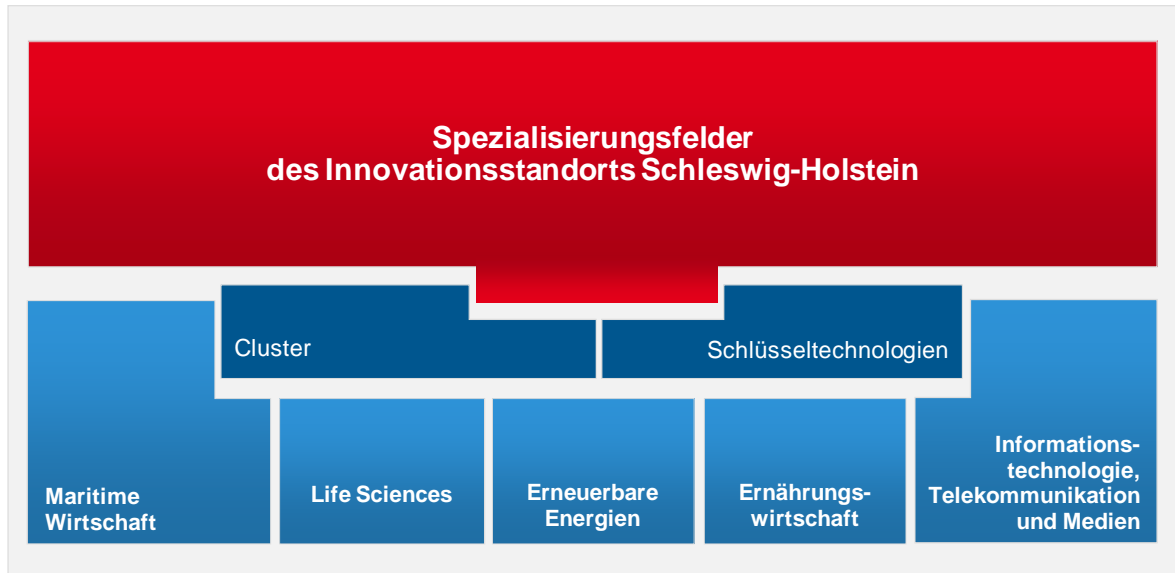 Spezialisierungsfelder
des Innovationsstandorts Schleswig-Holstein
Cluster
Schlüsseltechnologien
Maritime
Wirtschaft
Life Sciences
Erneuerbare
Energien
Ernährungs-
wirtschaft
Informations-
technologie,
Telekommunikation
und Medien